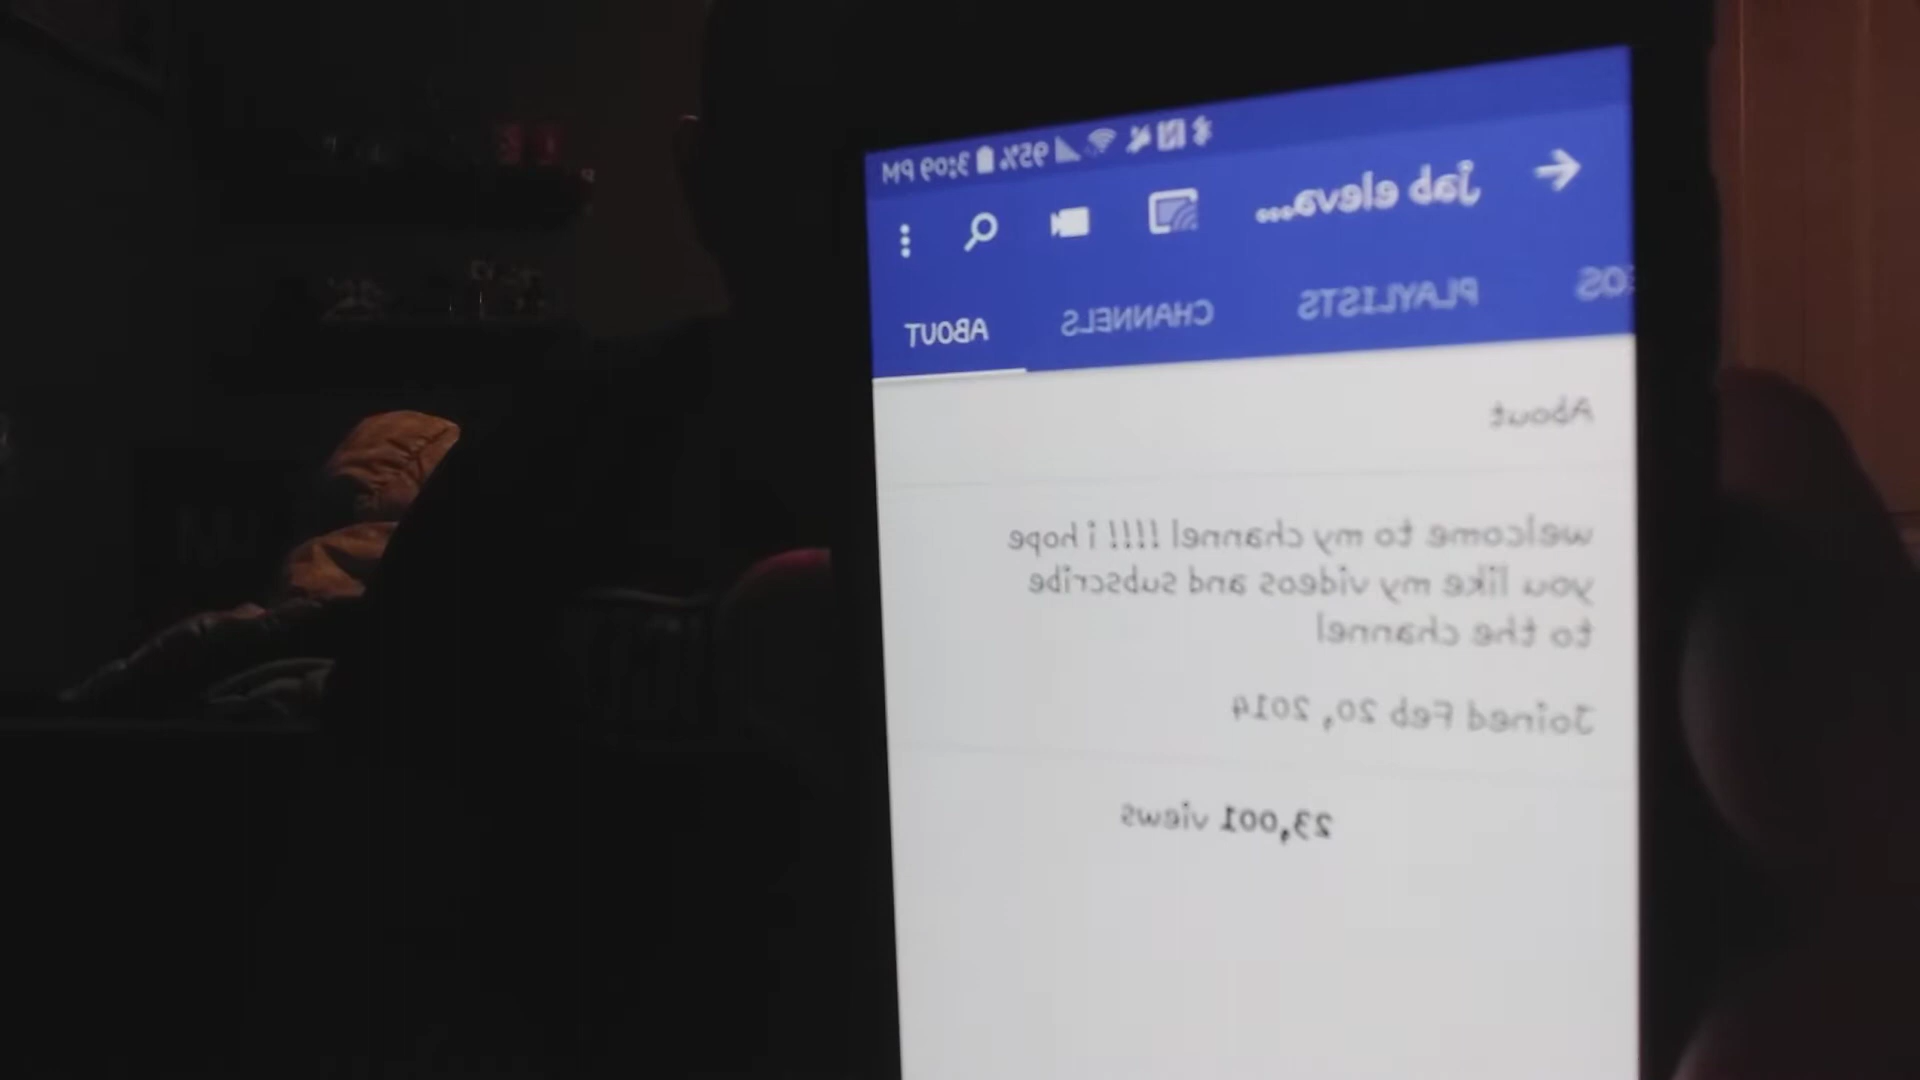 95% 3:09 PM
jab eleva...
EOS PLAYLISTS CHANNELS ABOUT
About
welcome to my channel !!!! i hope
you like my videos and subscribe
to the channel
Joined Feb 20, 2014
23,001 views